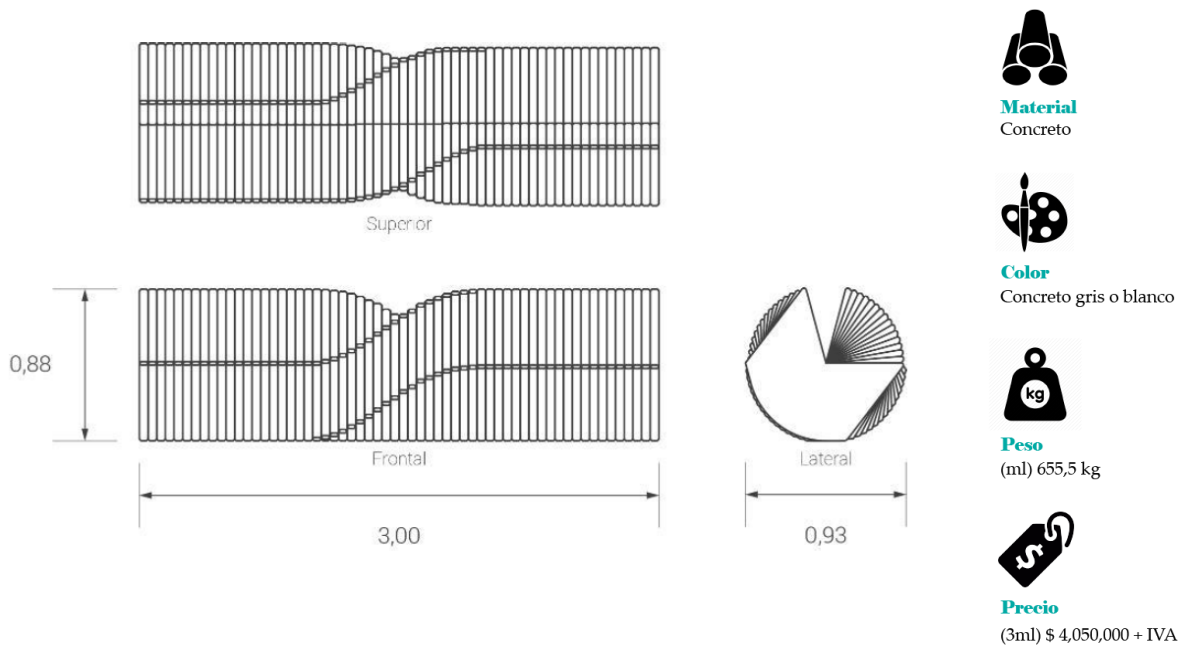 Superior
0,88
Frontal
Lateral
3,00
0,93
Material
Concreto
Color
Concreto gris o blanco
kg
Peso
(ml) 655,5 kg
$
Precio
(3ml) $ 4,050,000 + IVA